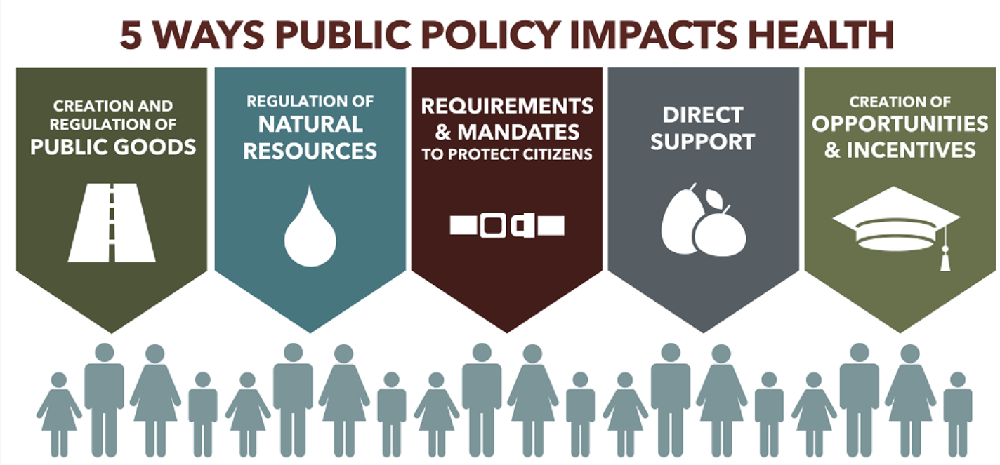 5 WAYS PUBLIC POLICY IMPACTS HEALTH
CREATION AND
REGULATION OF
PUBLIC GOODS
REGULATION OF
NATURAL
RESOURCES
REQUIREMENTS
& MANDATES
TO PROTECT CITIZENS
DIRECT
SUPPORT
CREATION OF
OPPORTUNITIES
& INCENTIVES